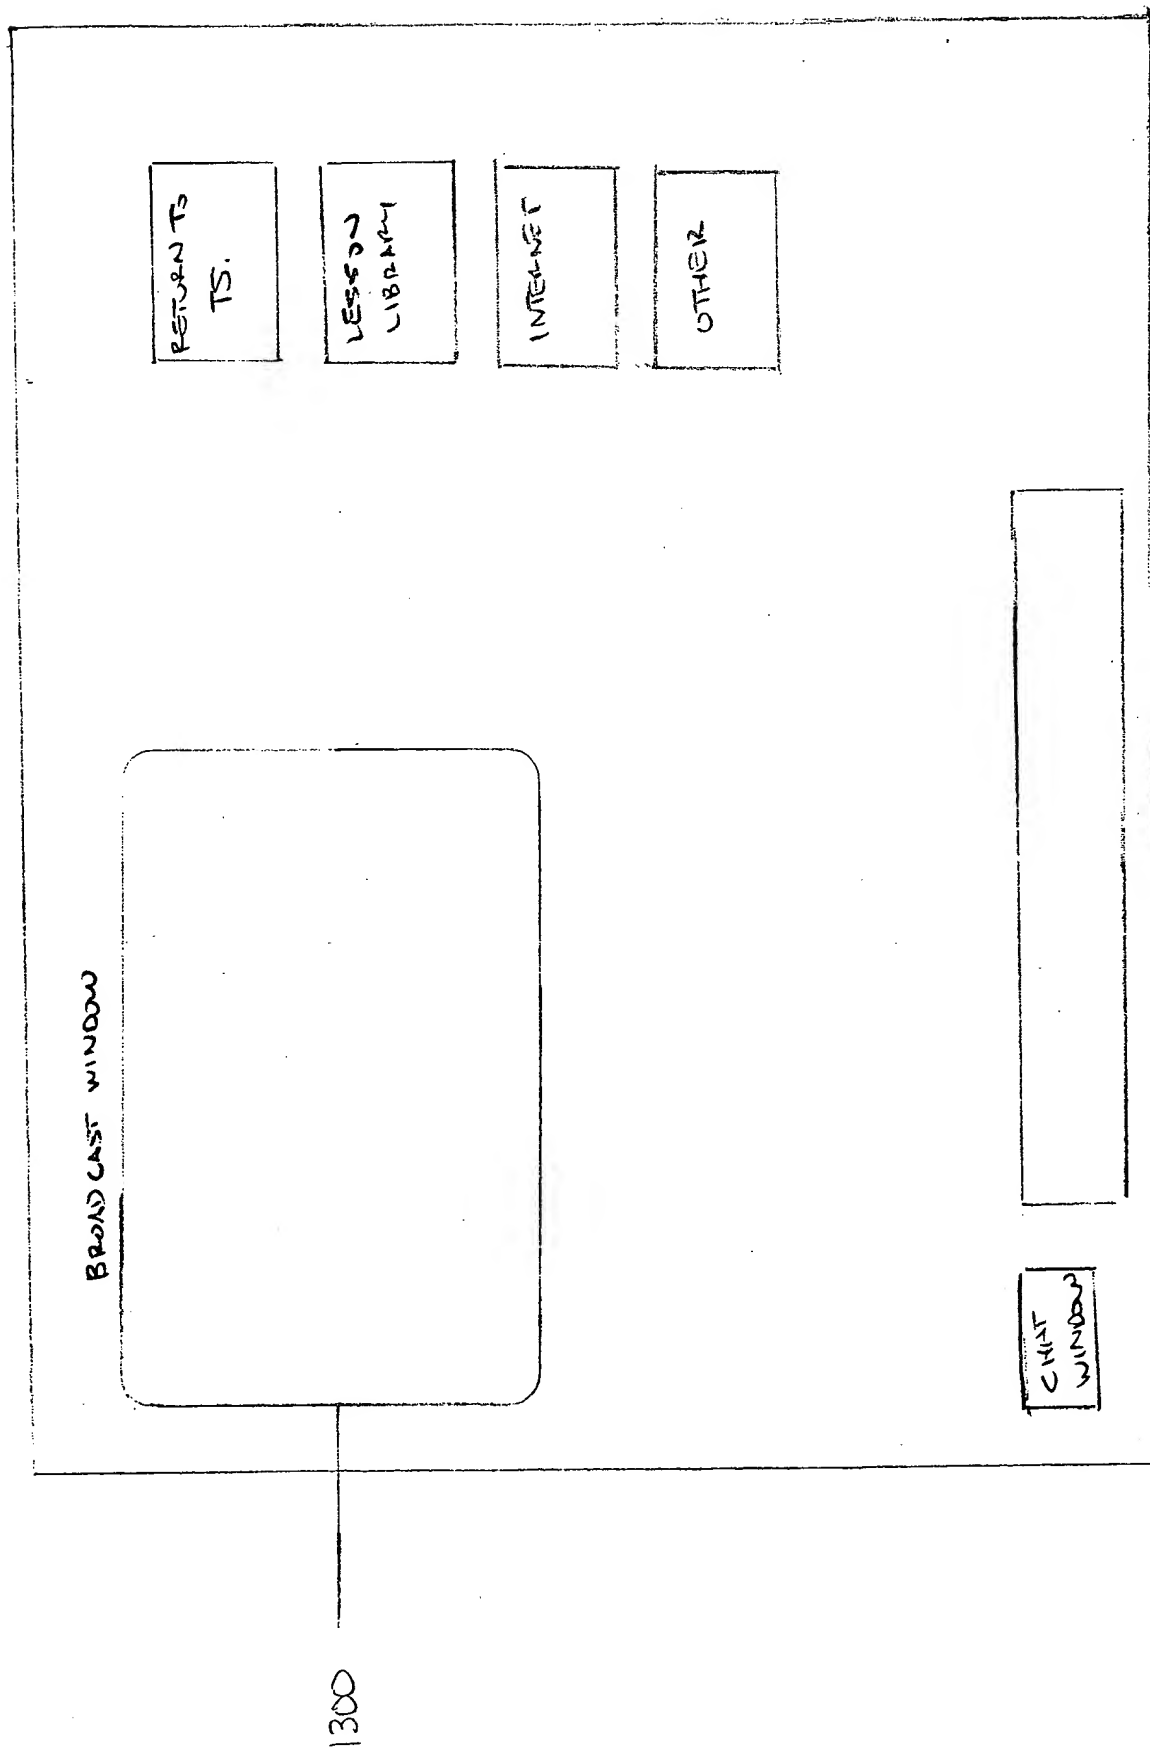 BROADCAST WINDOW
RETURN TO
TS.
LESSON
LIBRARY
INTERNET
OTHER
1300
CHAT
WINDOW